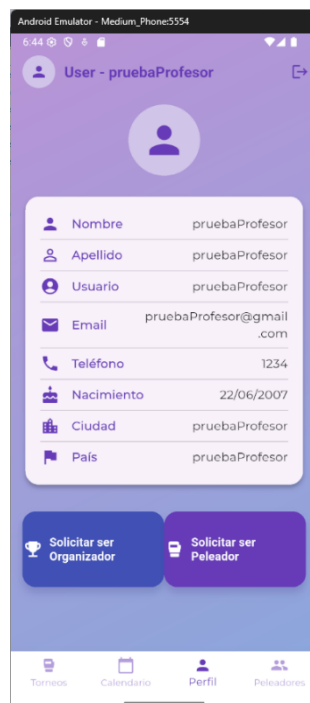 Android Emulator - Medium_Phone:5554
6:44
User - pruebaProfesor
Nombre pruebaProfesor
Apellido pruebaProfesor
Usuario pruebaProfesor
Email pruebaProfesor@gmail
.com
Teléfono 1234
Nacimiento 22/06/2007
Ciudad pruebaProfesor
País pruebaProfesor
Solicitar ser
Organizador
Solicitar ser
Peleador
Torneos Calendario Perfil Peleadores